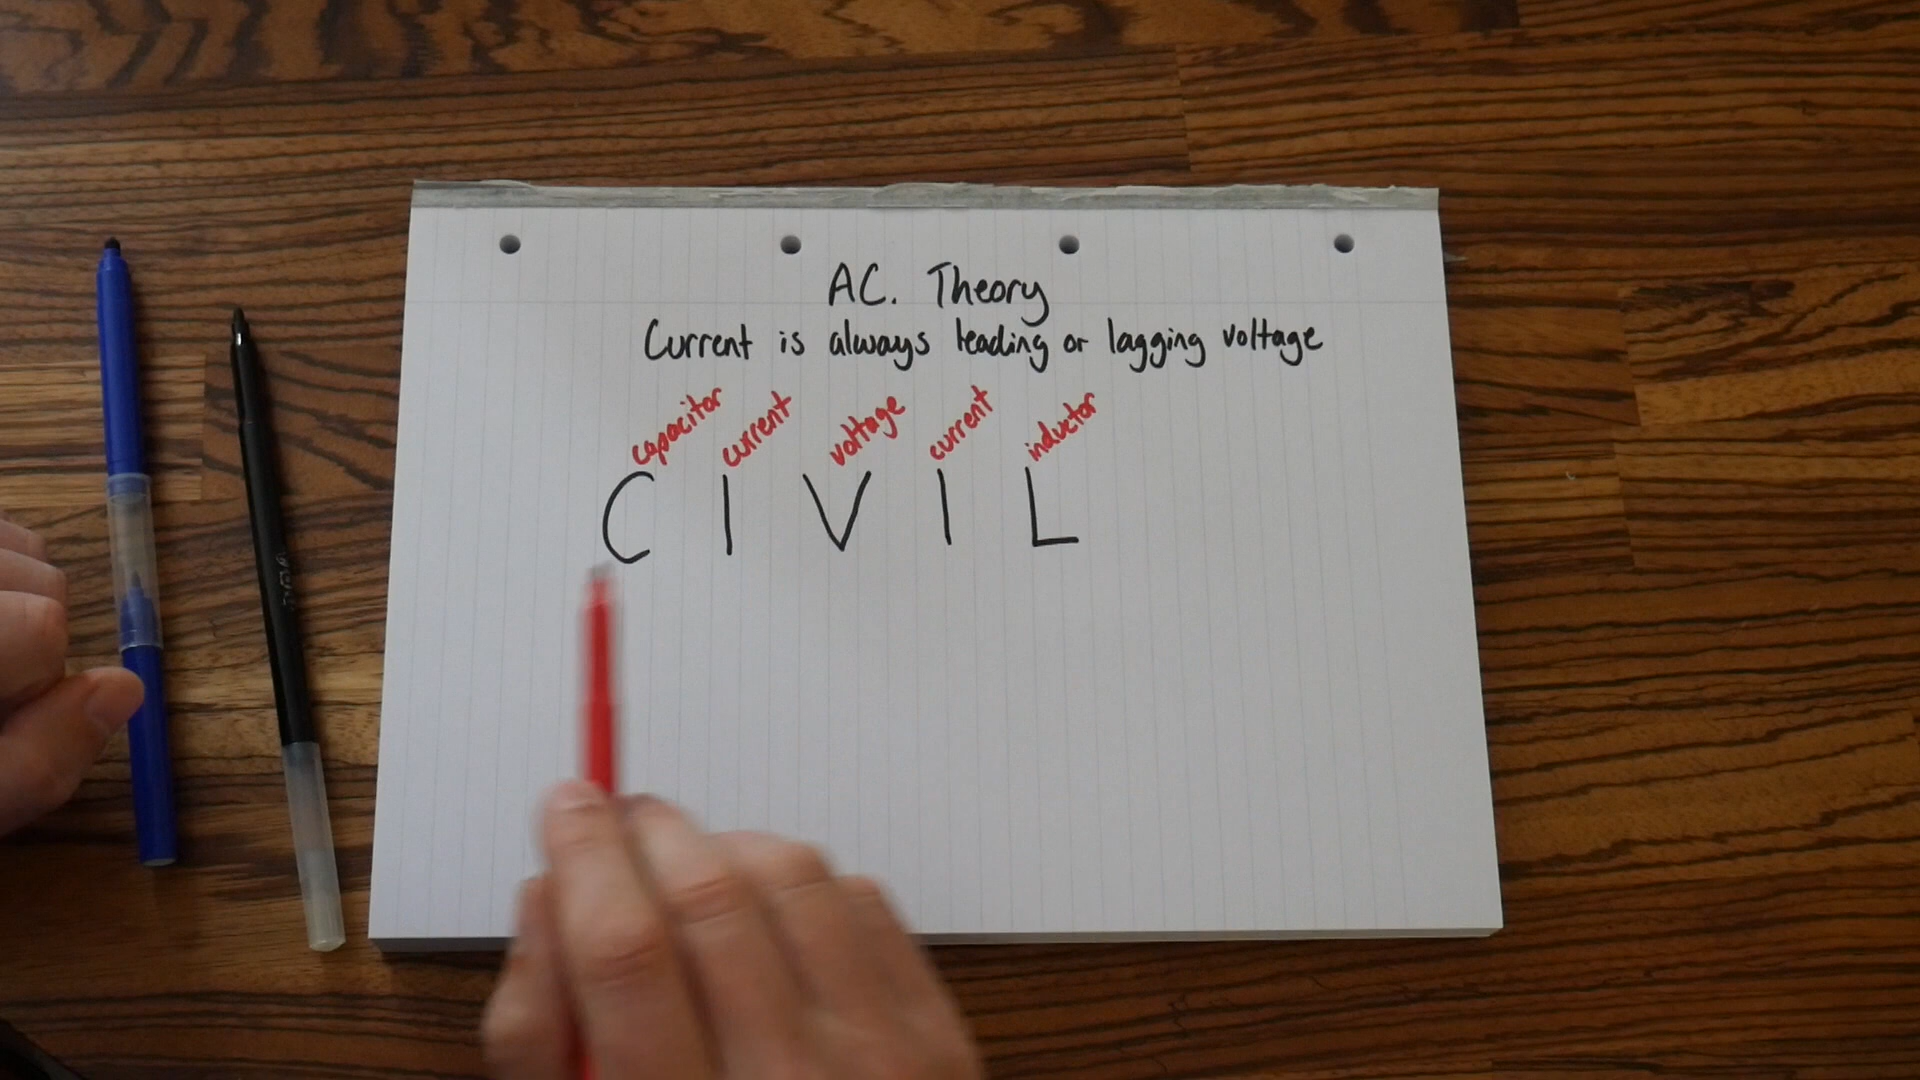 AC. Theory
Current is always leading or lagging voltage
capacitor current voltage current inductor
C I V I L